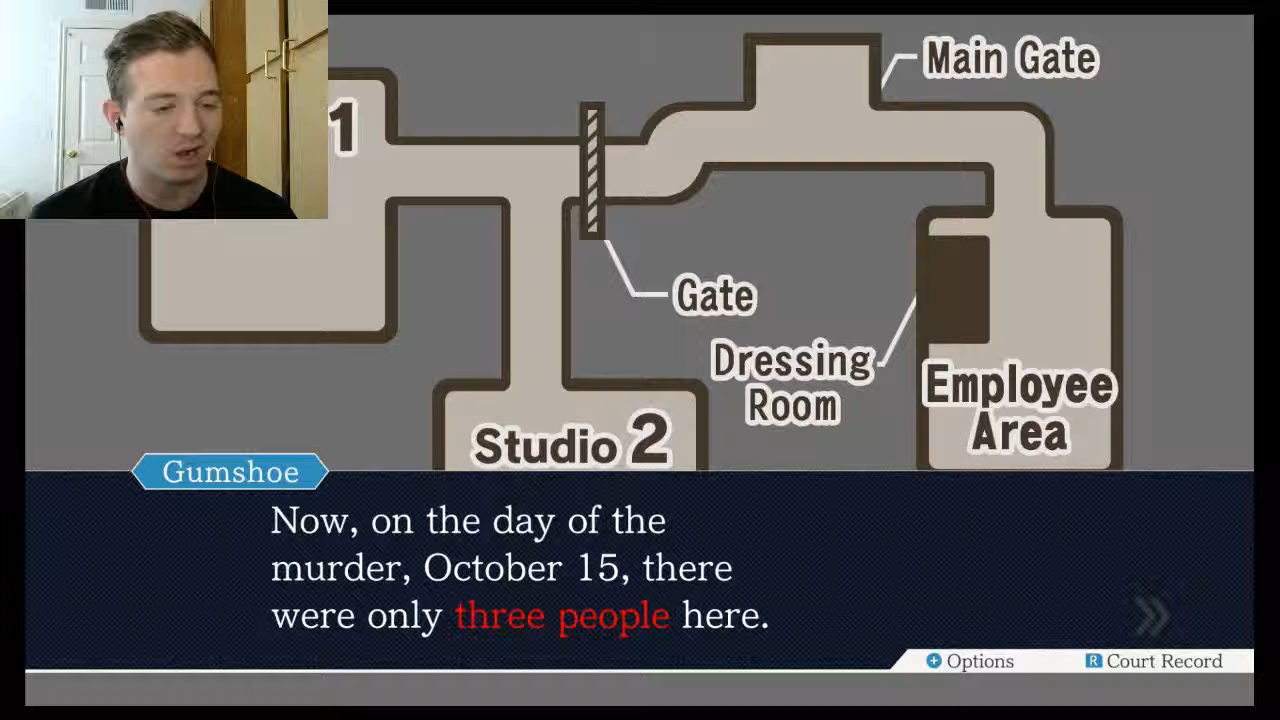 Main Gate
1
Gate
Dressing
Room
Employee
Area
Studio 2
Gumshoe
Now, on the day of the
murder, October 15, there
were only three people here.
+ Options
R Court Record